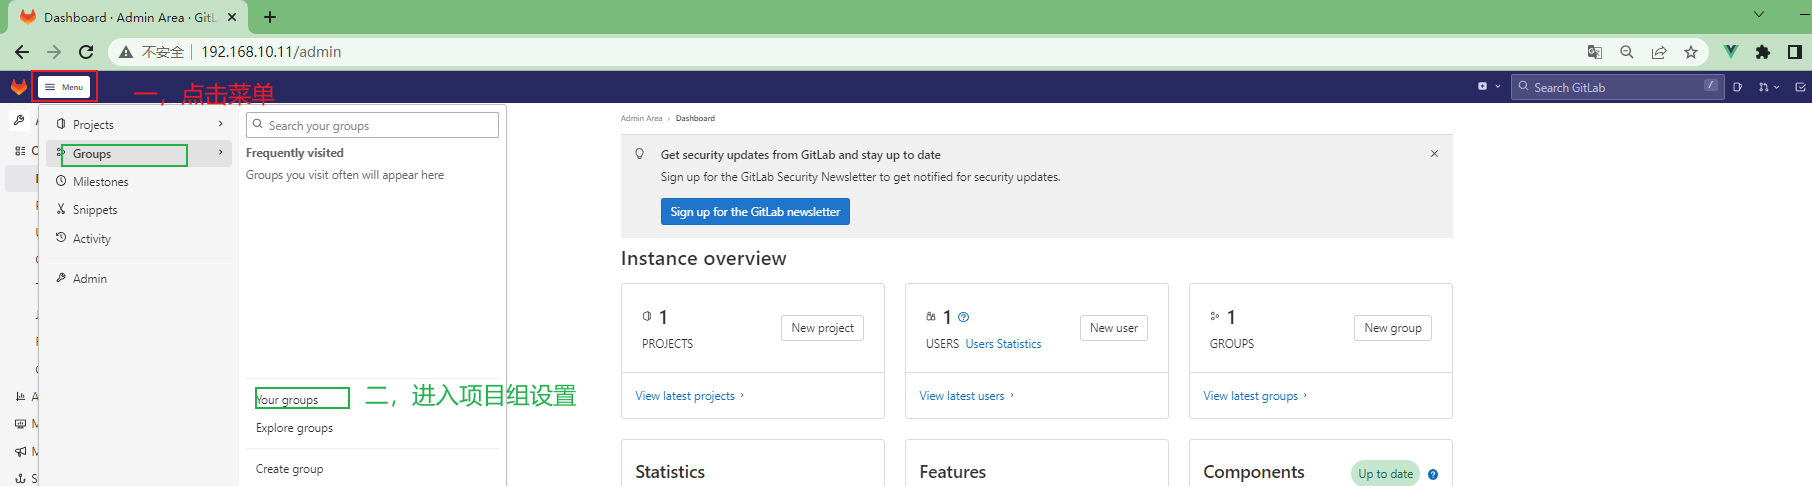 Dashboard · Admin Area · GitL
不安全 192.168.10.11/admin
Menu
一，点击菜单
Search GitLab /
Projects
Groups
Milestones
Snippets
Activity
Admin
Search your groups
Frequently visited
Groups you visit often will appear here
Your groups
二，进入项目组设置
Explore groups
Create group
Admin Area › Dashboard
Get security updates from GitLab and stay up to date
Sign up for the GitLab Security Newsletter to get notified for security updates.
Sign up for the GitLab newsletter
Instance overview
1
PROJECTS
New project
View latest projects
1
USERS Users Statistics
New user
View latest users
1
GROUPS
New group
View latest groups
Statistics
Features
Components
Up to date